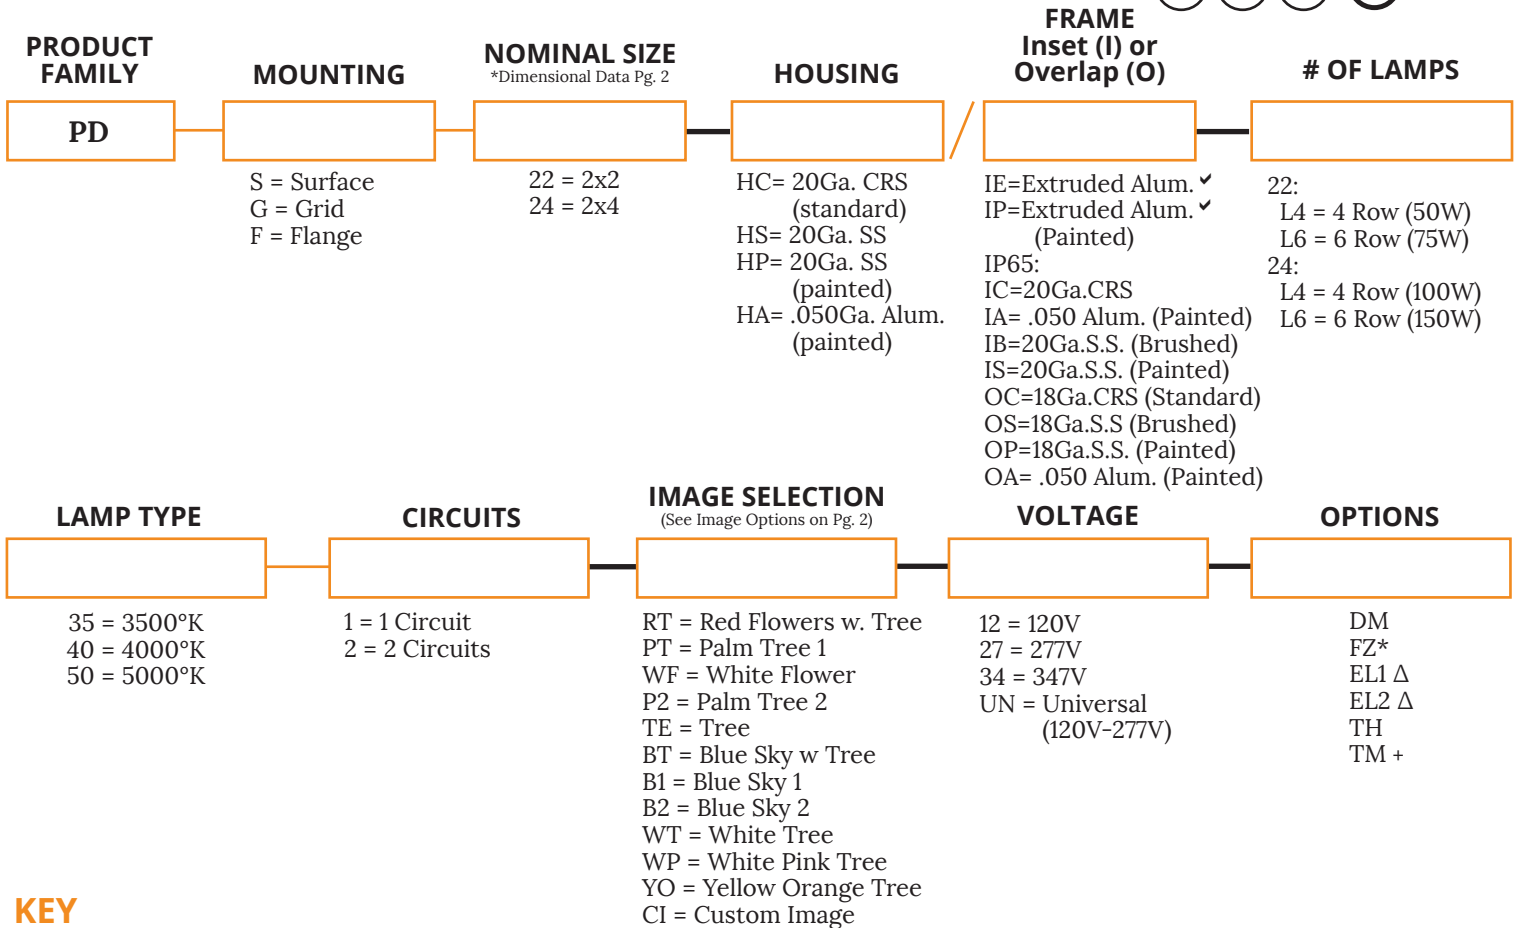 PRODUCT
FAMILY
MOUNTING
NOMINAL SIZE
*Dimensional Data Pg. 2
HOUSING
FRAME
Inset (I) or
Overlap (O)
# OF LAMPS
PD
S = Surface
G = Grid
F = Flange
22 = 2x2
24 = 2x4
HC= 20Ga. CRS
(standard)
HS= 20Ga. SS
HP= 20Ga. SS
(painted)
HA= .050Ga. Alum.
(painted)
IE=Extruded Alum. ✔
IP=Extruded Alum. ✔
(Painted)
IP65:
IC=20Ga.CRS
IA= .050 Alum. (Painted)
IB=20Ga.S.S. (Brushed)
IS=20Ga.S.S. (Painted)
OC=18Ga.CRS (Standard)
OS=18Ga.S.S (Brushed)
OP=18Ga.S.S. (Painted)
OA= .050 Alum. (Painted)
22:
L4 = 4 Row (50W)
L6 = 6 Row (75W)
24:
L4 = 4 Row (100W)
L6 = 6 Row (150W)
LAMP TYPE
CIRCUITS
IMAGE SELECTION
(See Image Options on Pg. 2)
VOLTAGE
OPTIONS
35 = 3500°K
40 = 4000°K
50 = 5000°K
1 = 1 Circuit
2 = 2 Circuits
RT = Red Flowers w. Tree
PT = Palm Tree 1
WF = White Flower
P2 = Palm Tree 2
TE = Tree
BT = Blue Sky w Tree
B1 = Blue Sky 1
B2 = Blue Sky 2
WT = White Tree
WP = White Pink Tree
YO = Yellow Orange Tree
CI = Custom Image
12 = 120V
27 = 277V
34 = 347V
UN = Universal
(120V-277V)
DM
FZ*
EL1 Δ
EL2 Δ
TH
TM +
KEY